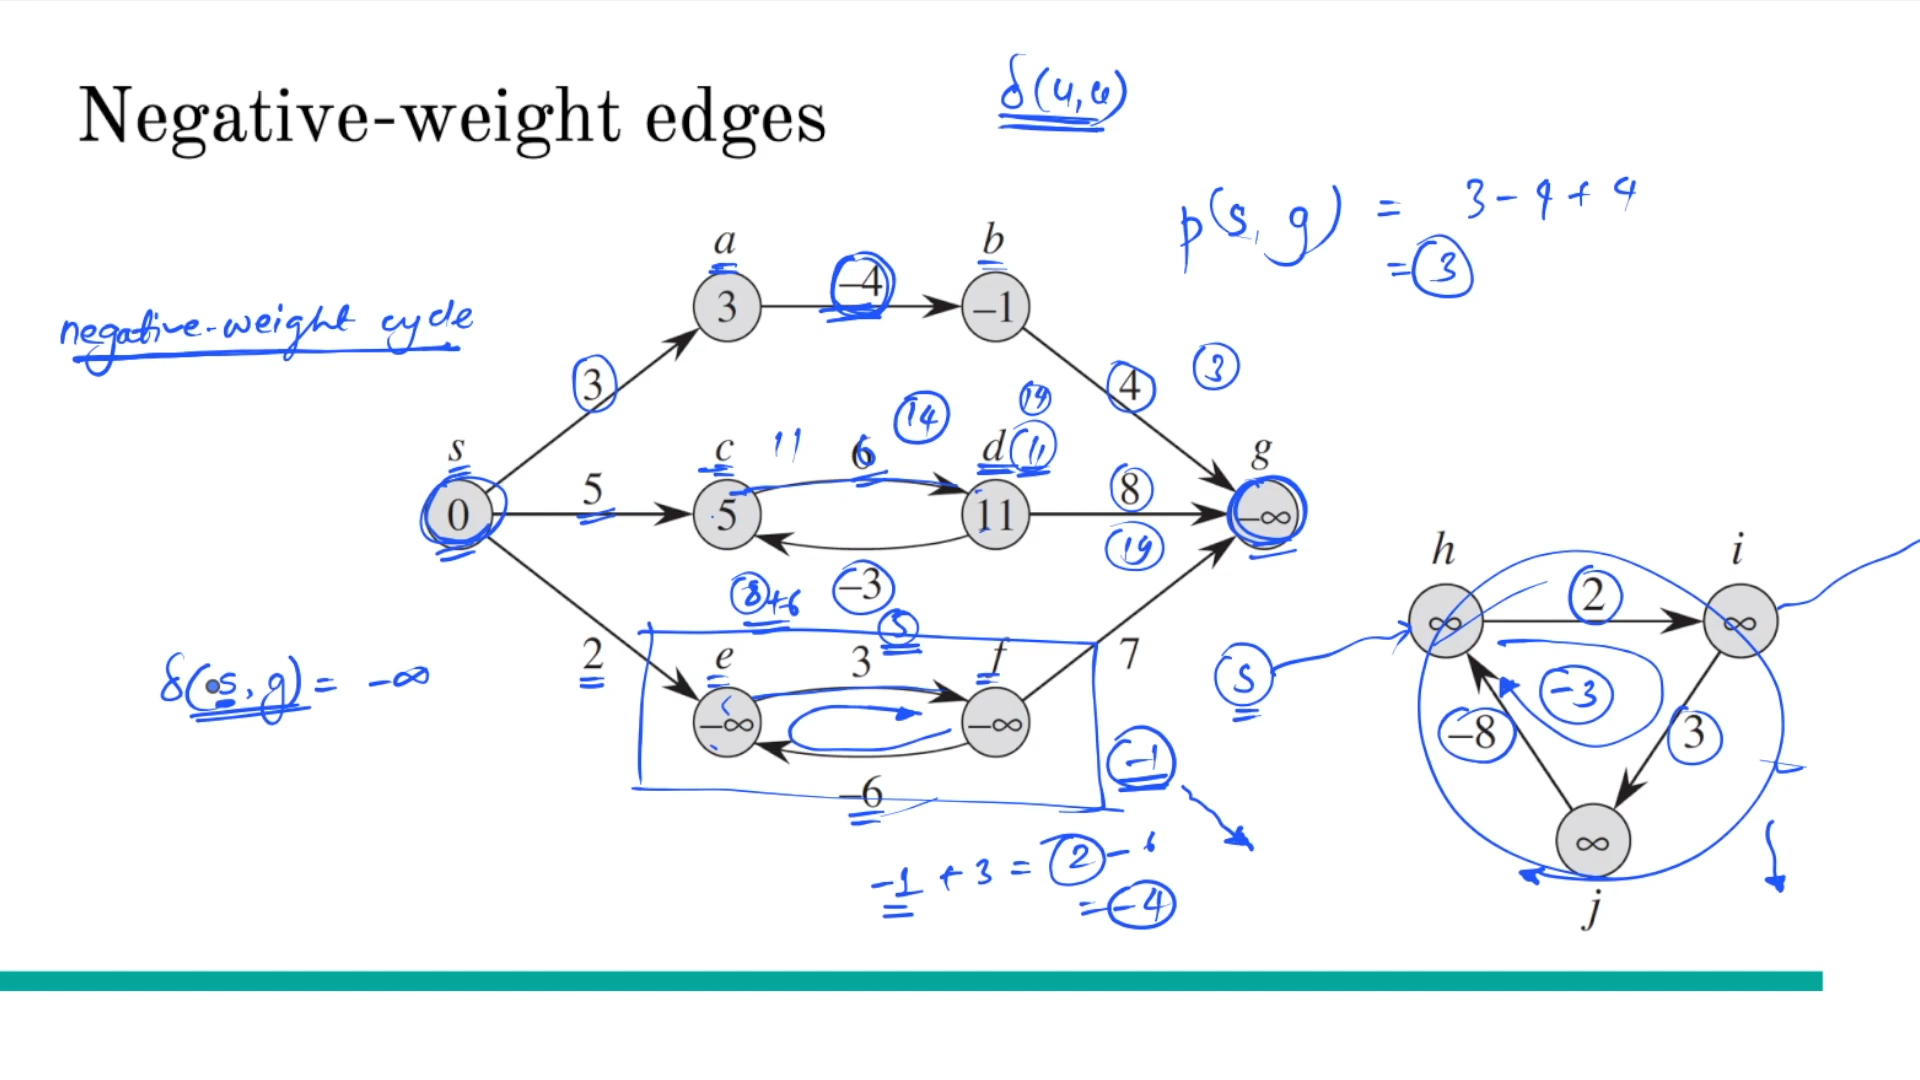 Negative-weight edges
δ(u,u)
p(s, g) = 3 - 4 + 4
= 3
a
b
3
-4
-1
negative-weight cycle
3
4
3
14
14
s
c
11
6
d
11
g
0
5
5
11
8
-∞
19
h
i
8+6
-3
∞
2
∞
5
2
e
3
f
7
S
-3
δ(s, g) = -∞
-∞
-∞
-8
3
-6
-1
-1 + 3 = 2 - 6
= -4
∞
j